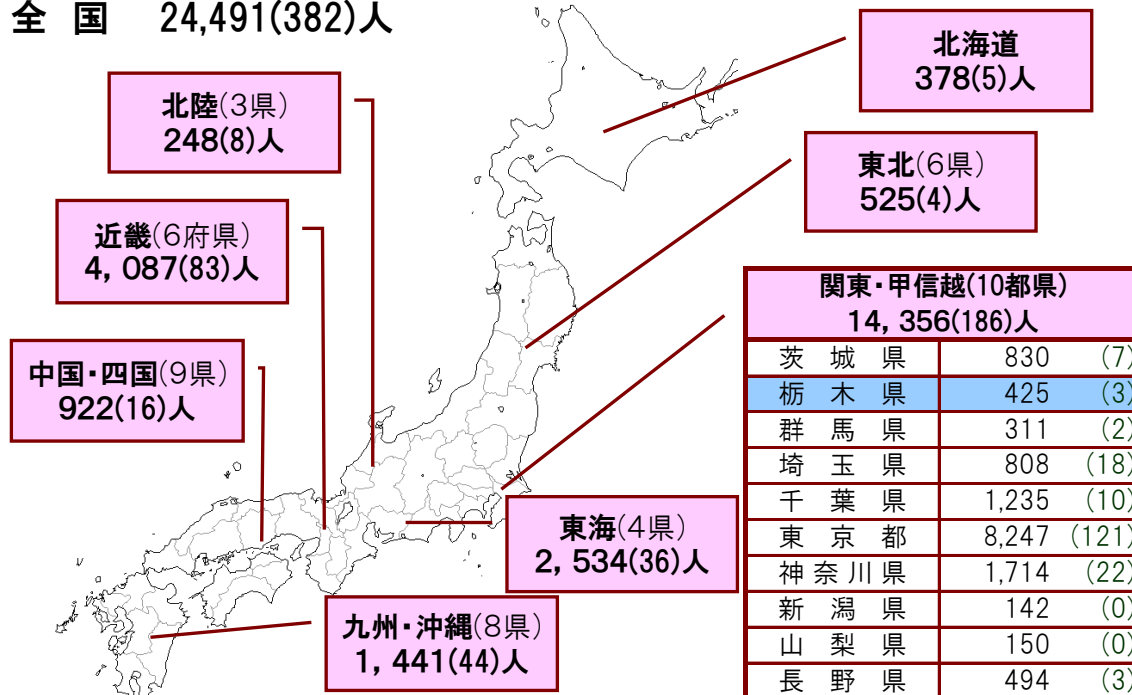 全 国 24,491(382)人
北海道
378(5)人
北陸(3県)
248(8)人
東北(6県)
525(4)人
近畿(6府県)
4,087(83)人
関東・甲信越(10都県)
14,356(186)人
茨城県 830 (7)
栃木県 425 (3)
群馬県 311 (2)
埼玉県 808 (18)
千葉県 1,235 (10)
東京都 8,247 (121)
神奈川県 1,714 (22)
新潟県 142 (0)
山梨県 150 (0)
長野県 494 (3)
中国・四国(9県)
922(16)人
東海(4県)
2,534(36)人
九州・沖縄(8県)
1,441(44)人